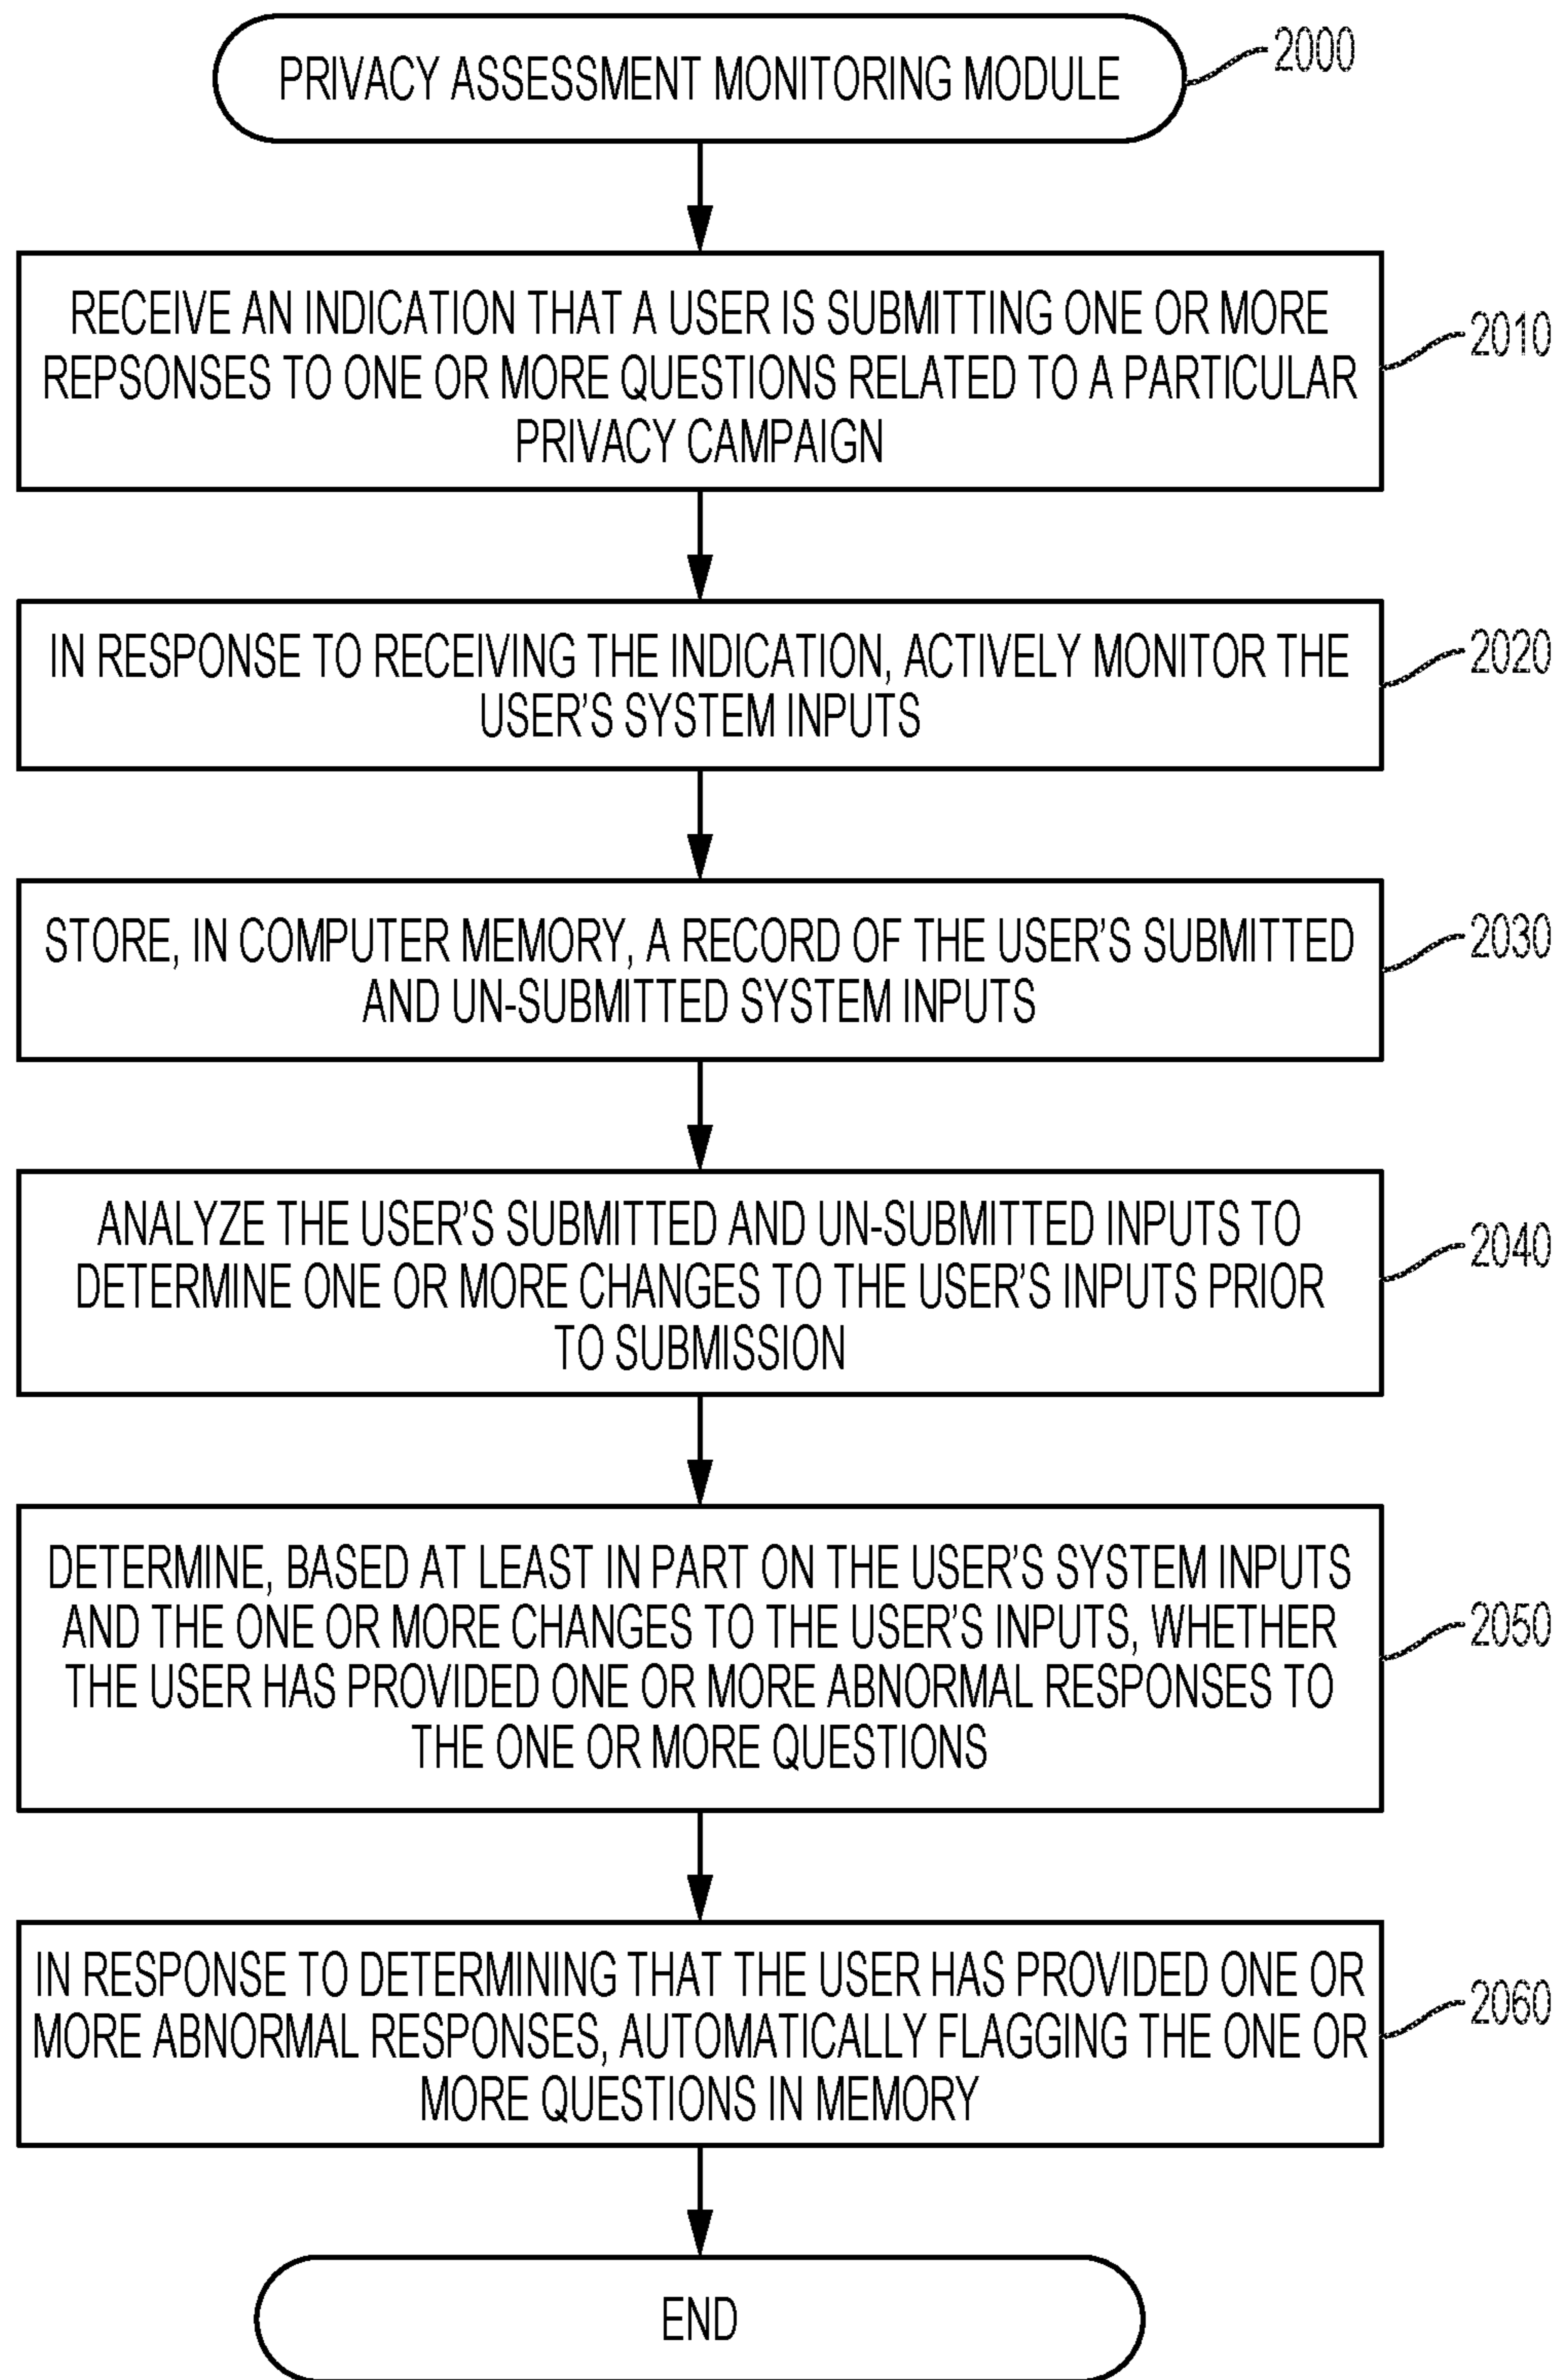 PRIVACY ASSESSMENT MONITORING MODULE
2000
RECEIVE AN INDICATION THAT A USER IS SUBMITTING ONE OR MORE
REPSONSES TO ONE OR MORE QUESTIONS RELATED TO A PARTICULAR
PRIVACY CAMPAIGN
2010
IN RESPONSE TO RECEIVING THE INDICATION, ACTIVELY MONITOR THE
USER'S SYSTEM INPUTS
2020
STORE, IN COMPUTER MEMORY, A RECORD OF THE USER'S SUBMITTED
AND UN-SUBMITTED SYSTEM INPUTS
2030
ANALYZE THE USER'S SUBMITTED AND UN-SUBMITTED INPUTS TO
DETERMINE ONE OR MORE CHANGES TO THE USER'S INPUTS PRIOR
TO SUBMISSION
2040
DETERMINE, BASED AT LEAST IN PART ON THE USER'S SYSTEM INPUTS
AND THE ONE OR MORE CHANGES TO THE USER'S INPUTS, WHETHER
THE USER HAS PROVIDED ONE OR MORE ABNORMAL RESPONSES TO
THE ONE OR MORE QUESTIONS
2050
IN RESPONSE TO DETERMINING THAT THE USER HAS PROVIDED ONE OR
MORE ABNORMAL RESPONSES, AUTOMATICALLY FLAGGING THE ONE OR
MORE QUESTIONS IN MEMORY
2060
END